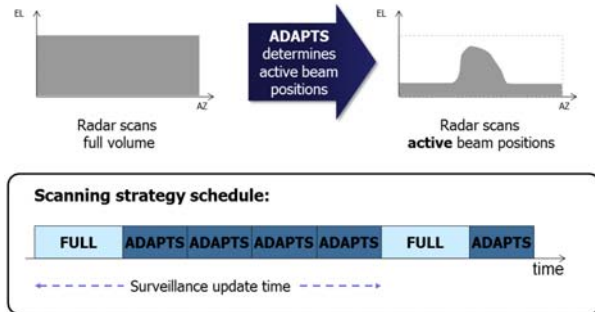 EL
AZ
Radar scans
full volume
ADAPTS
determines
active beam
positions
EL
AZ
Radar scans
active beam positions
Scanning strategy schedule:
FULL ADAPTS ADAPTS ADAPTS ADAPTS FULL ADAPTS
time
Surveillance update time